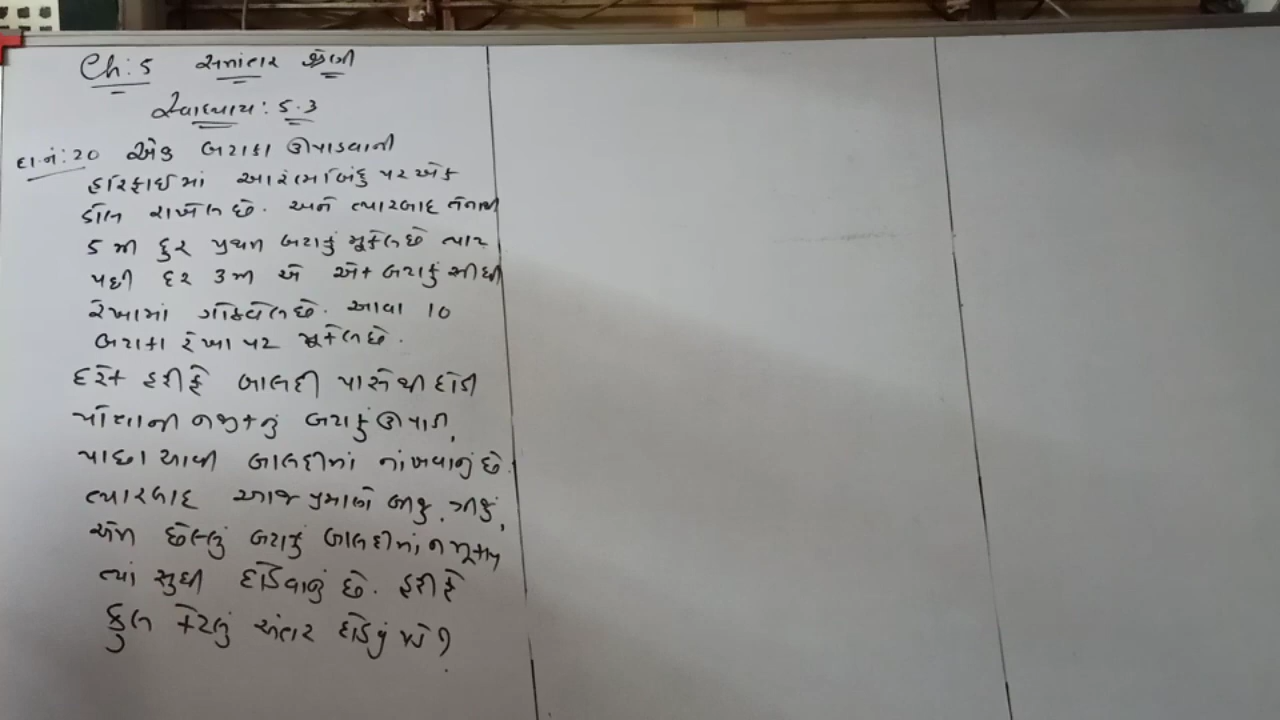 Ch: 5 સમાંતર શ્રેણી
સ્વાધ્યાય: 5.3
દા.નં: 20 એક બટાકા ઊપાડવાની
હરિફાઈ માં આરંભબિંદુ પર એક
ડોલ રાખેલ છે. અને ત્યારબાદ તેનાથી
5 મી દુર પ્રથમ બટાકું મૂકેલ છે ત્યાર
પછી દર 3 મી એ એક બટાકું સીધી
રેખામાં ગોઠવેલ છે. આવા 10
બટાકા રેખા પર મૂકેલ છે.
દરેક હરીફે બાલદી પાસેથી દોડી
પોતાની નજીકનું બટાકું ઊપાડી,
પાછા આવી બાલદીમાં નાંખવાનું છે.
ત્યારબાદ આજ પ્રમાણે બીજું, ત્રીજું,
એમ છેલ્લું બટાકું બાલદીમાં ન મૂકાય
ત્યાં સુધી દોડવાનું છે. હરીફે
કુલ કેટલું અંતર દોડવું પડે?